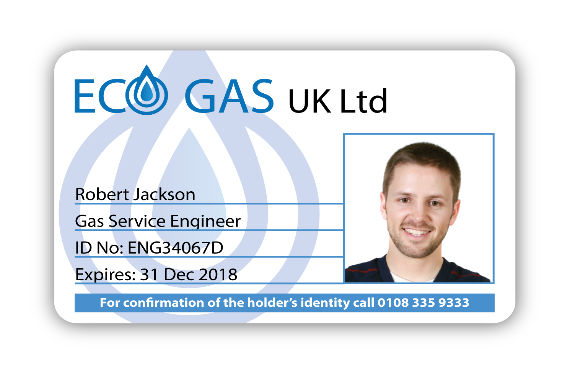 ECO GAS UK Ltd
Robert Jackson
Gas Service Engineer
ID No: ENG34067D
Expires: 31 Dec 2018
For confirmation of the holder's identity call 0108 335 9333